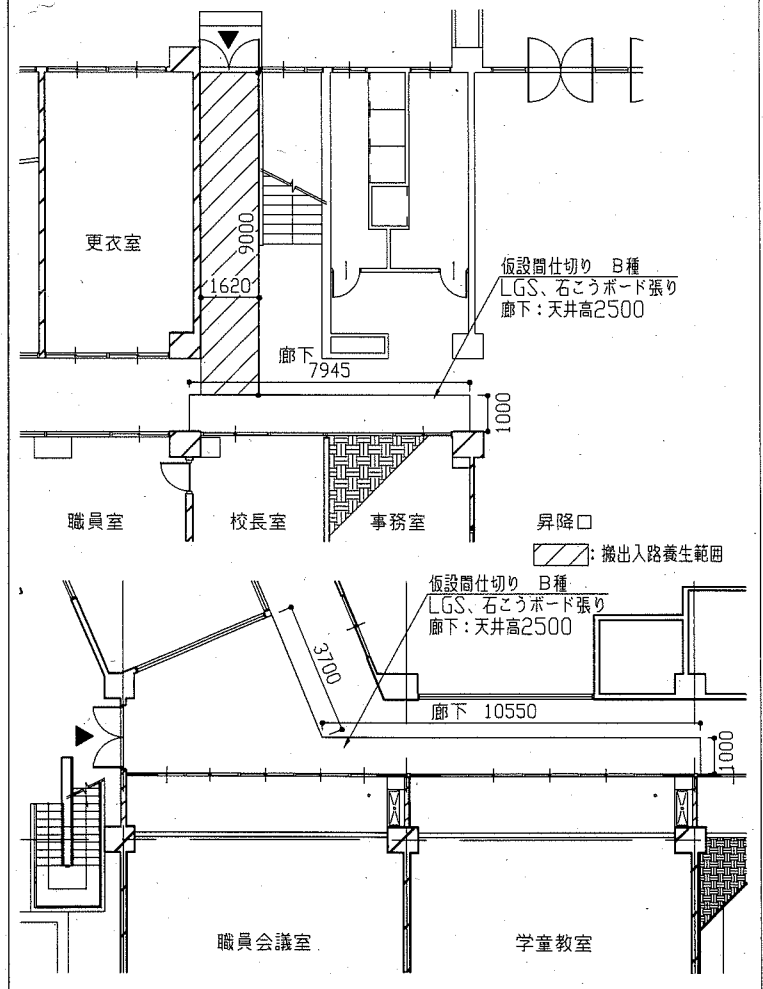 更衣室
9000
1620
仮設間仕切り B種
LGS、石こうボード張り
廊下:天井高2500
廊下
7945
1000
職員室
校長室
事務室
昇降口
:搬出入路養生範囲
仮設間仕切り B種
LGS、石こうボード張り
廊下:天井高2500
3700
廊下 10550
1000
職員会議室
学童教室